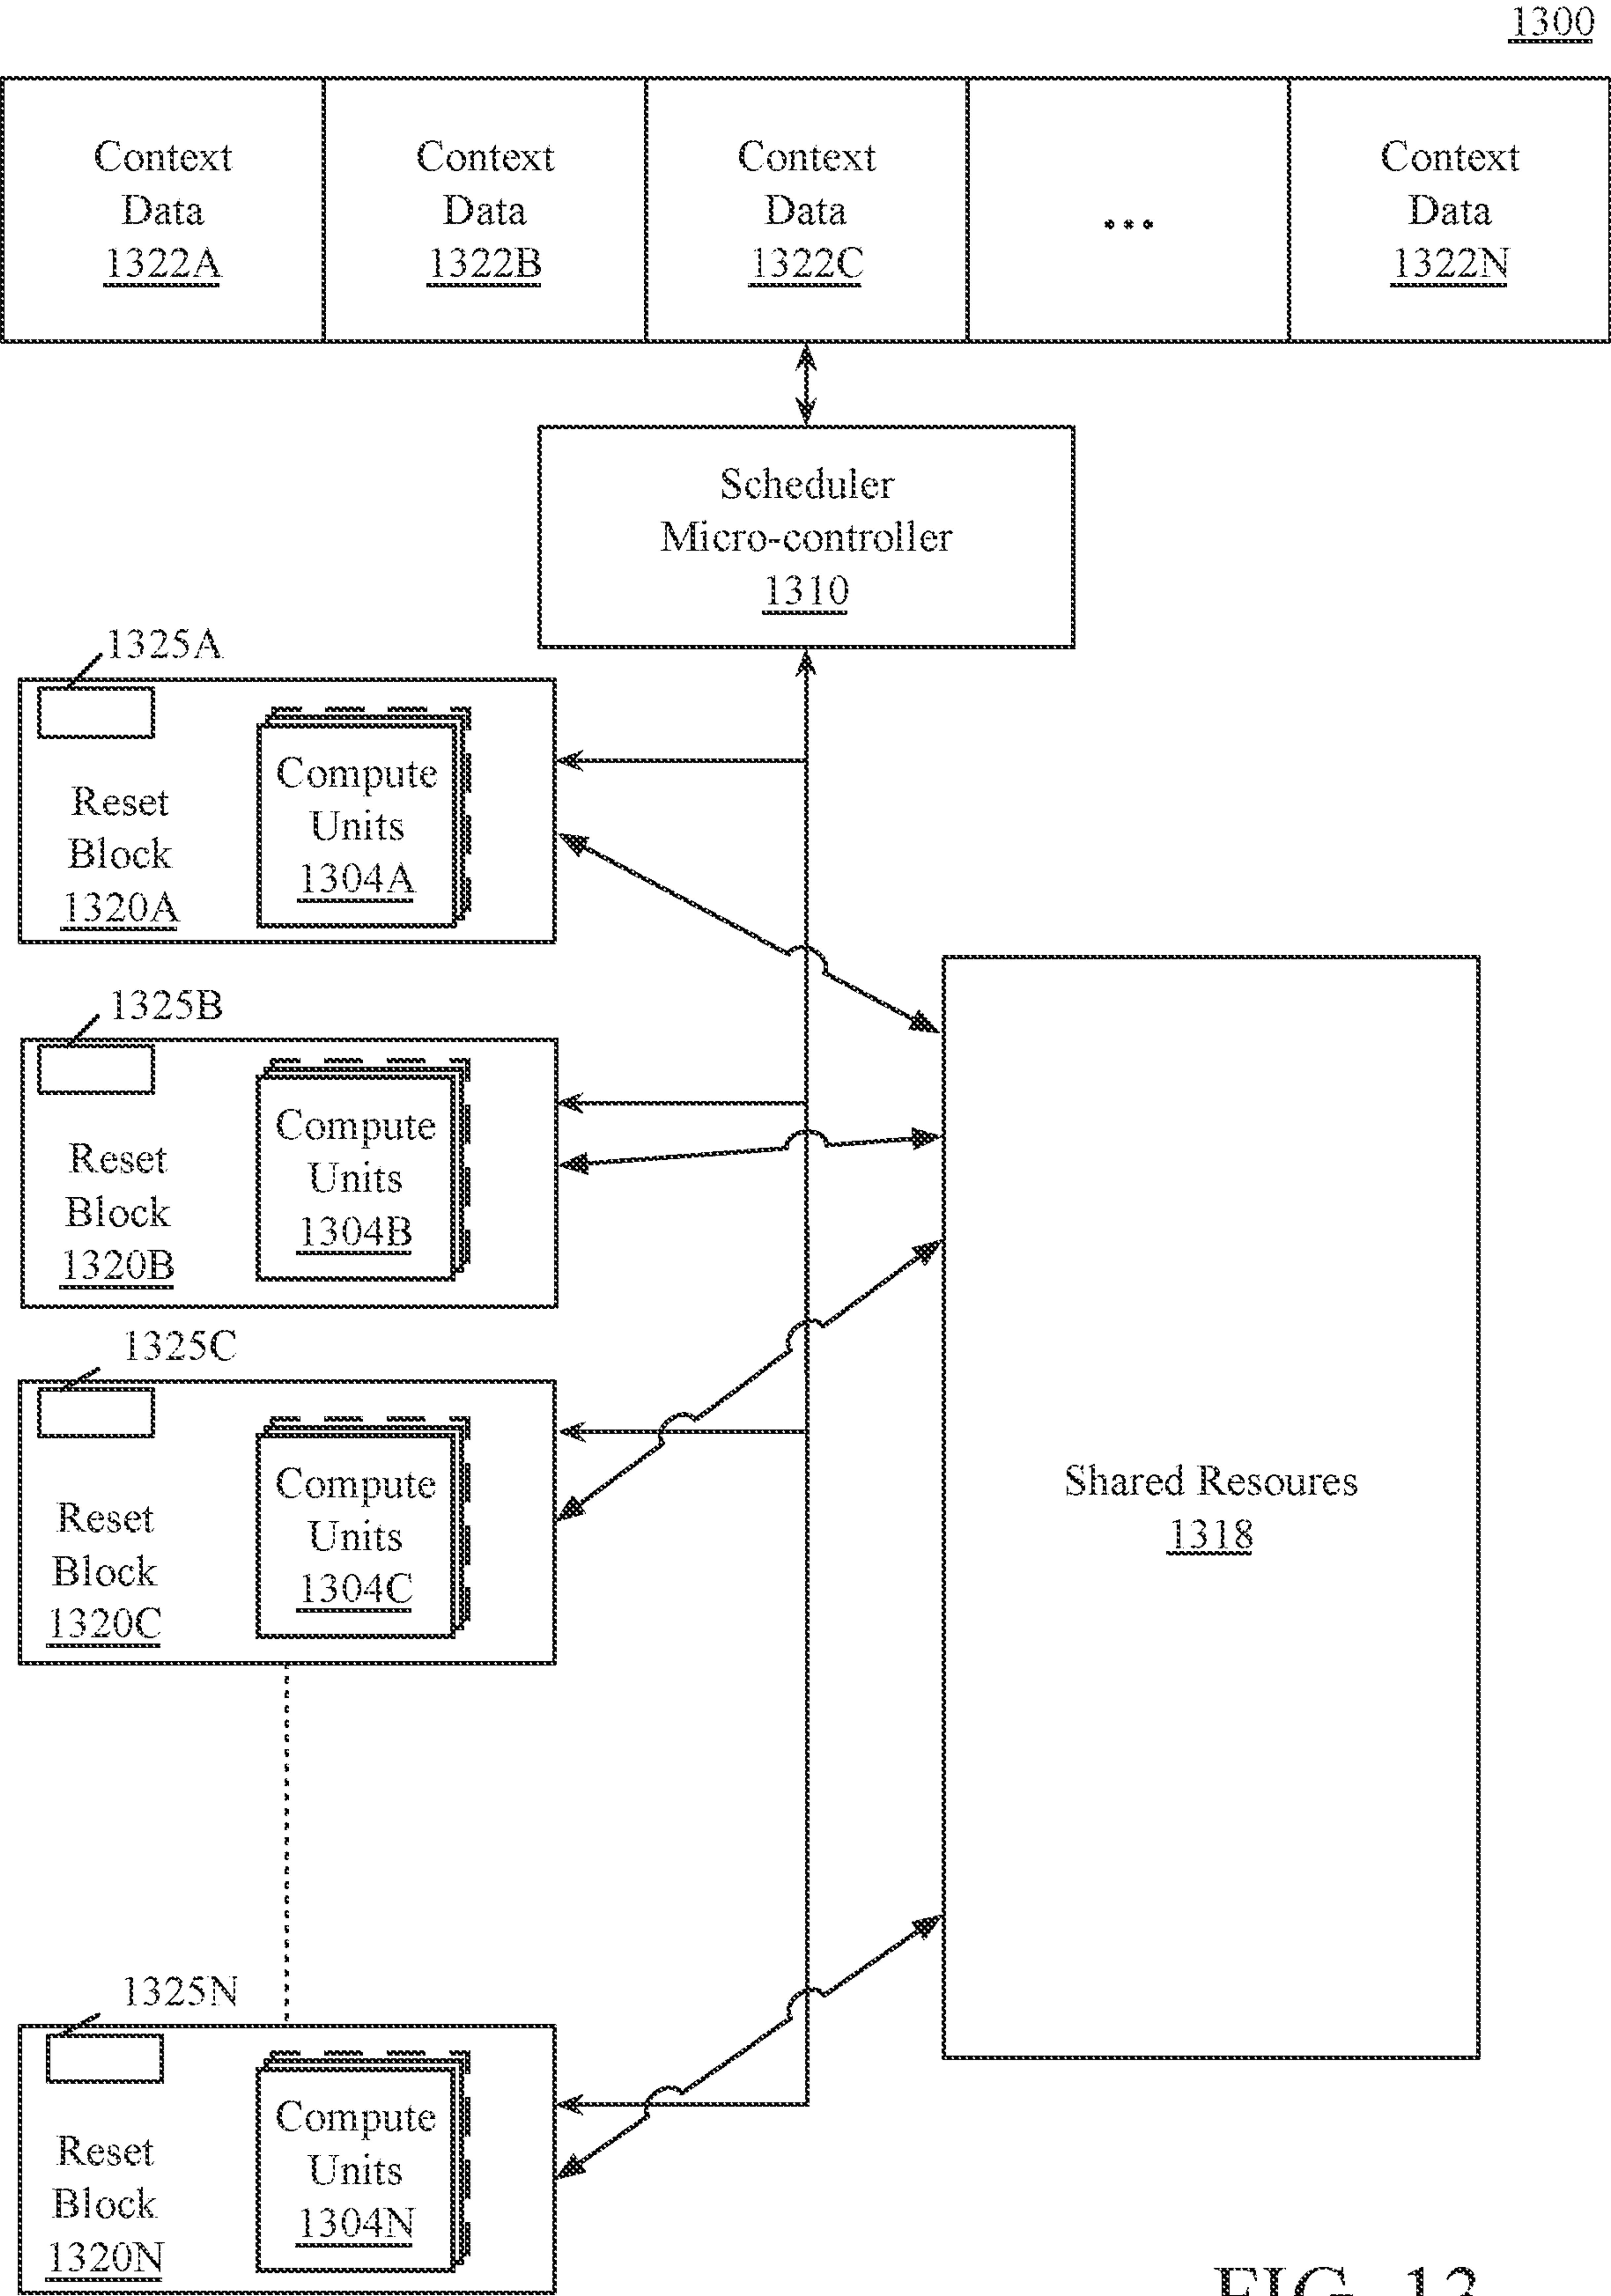 1300
Context
Data
1322A
Context
Data
1322B
Context
Data
1322C
...
Context
Data
1322N
Scheduler
Micro-controller
1310
1325A
Reset
Block
1320A
Compute
Units
1304A
1325B
Reset
Block
1320B
Compute
Units
1304B
1325C
Reset
Block
1320C
Compute
Units
1304C
Shared Resoures
1318
1325N
Reset
Block
1320N
Compute
Units
1304N
FIG. 13